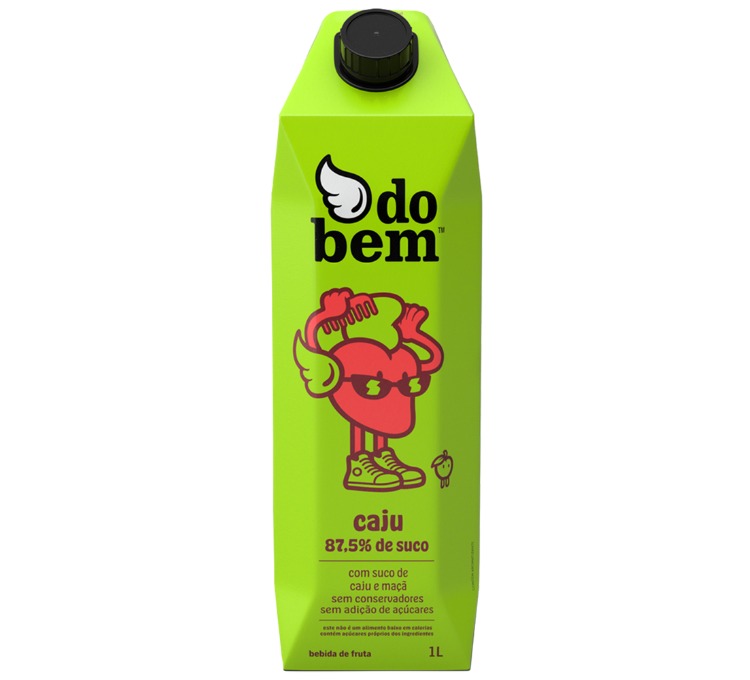 do
bem™
caju
87,5% de suco
com suco de
caju e maçã
sem conservadores
sem adição de açúcares
este não é um alimento baixo em calorias
contém açúcares próprios dos ingredientes
bebida de fruta 1L